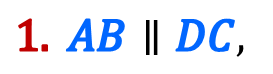 1. AB ∥ DC,